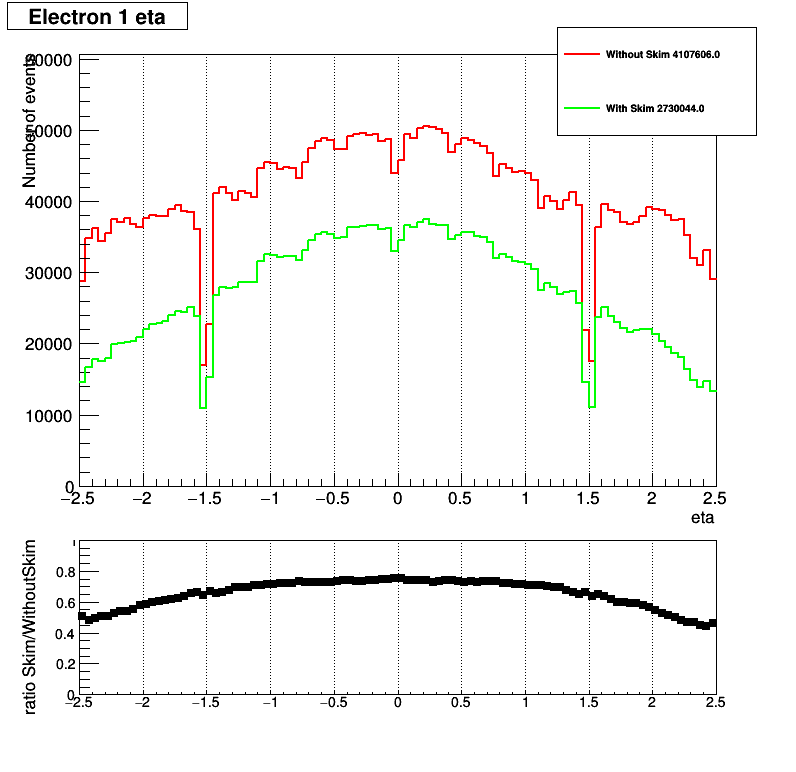 Electron 1 eta
Without Skim 4107606.0
With Skim 2730044.0
Number of events
50000
40000
30000
20000
10000
0
−2.5 −2 −1.5 −1 −0.5 0 0.5 1 1.5 2 2.5
eta
ratio Skim/WithoutSkim
1
0.8
0.6
0.4
0.2
0
−2.5 −2 −1.5 −1 −0.5 0 0.5 1 1.5 2 2.5